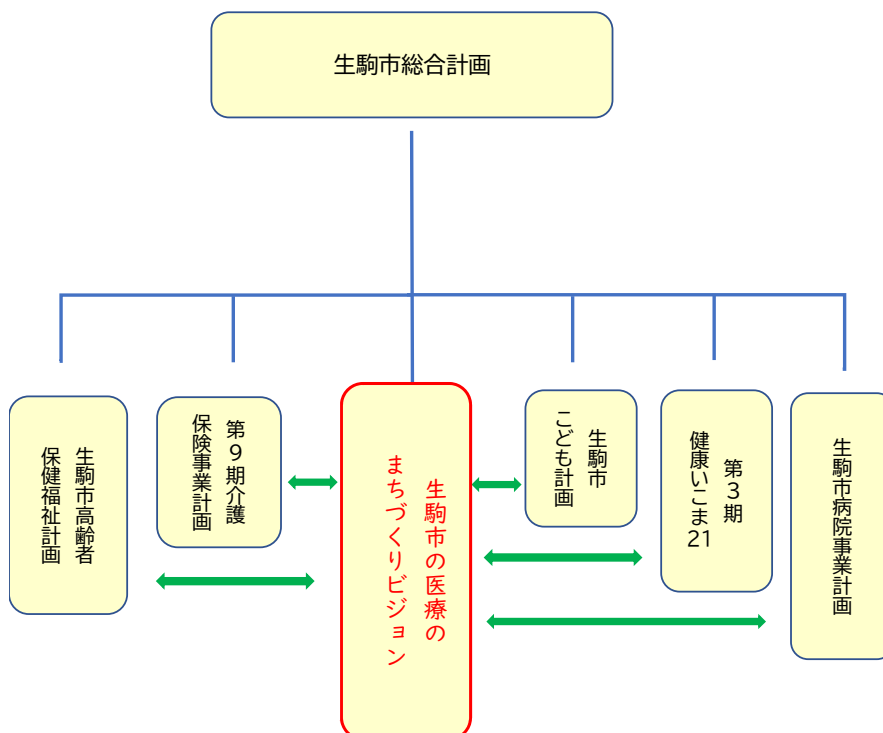 生駒市総合計画
生駒市高齢者
保健福祉計画
第9期介護
保険事業計画
生駒市の医療の
まちづくりビジョン
生駒市
こども計画
第3期
健康いこま21
生駒市病院事業計画